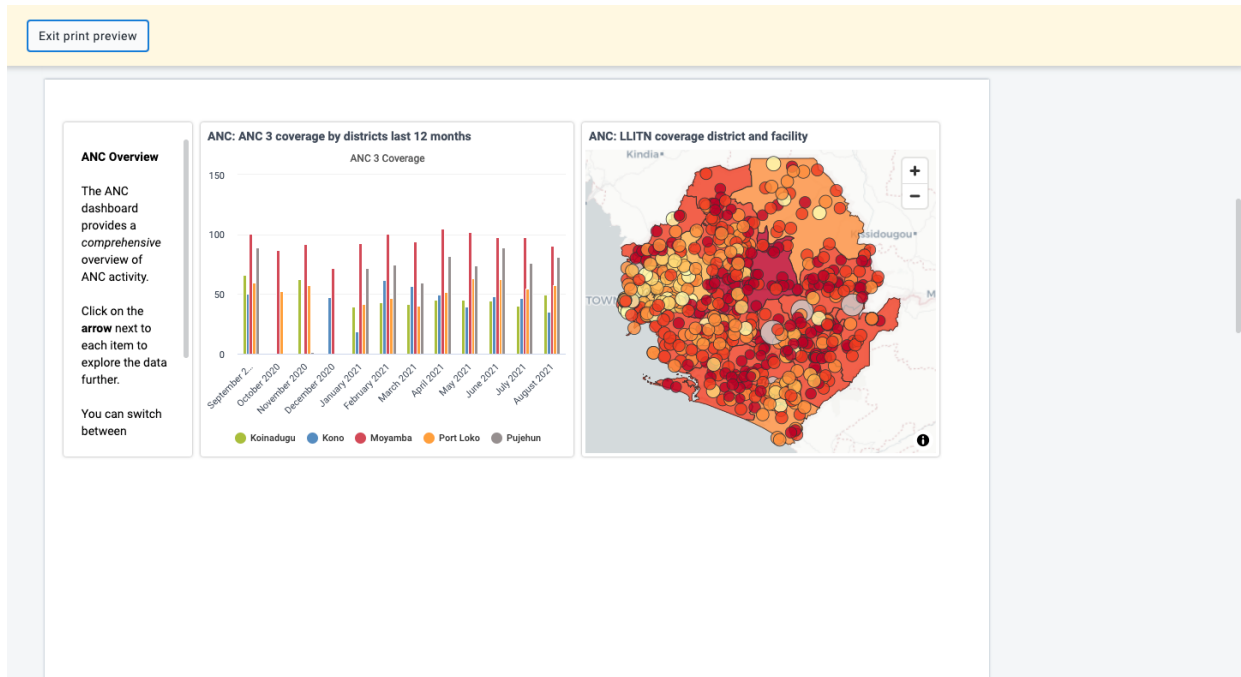 Exit print preview
ANC Overview
The ANC
dashboard
provides a
comprehensive
overview of
ANC activity.
Click on the
arrow next to
each item to
explore the data
further.
You can switch
between
ANC: ANC 3 coverage by districts last 12 months
ANC 3 Coverage
150
100
50
0
September 2...
October 2020
November 2020
December 2020
January 2021
February 2021
March 2021
April 2021
May 2021
June 2021
July 2021
August 2021
Koinadugu Kono Moyamba Port Loko Pujehun
ANC: LLITN coverage district and facility
Kindia
+
−
ssidougou
TOWN
M